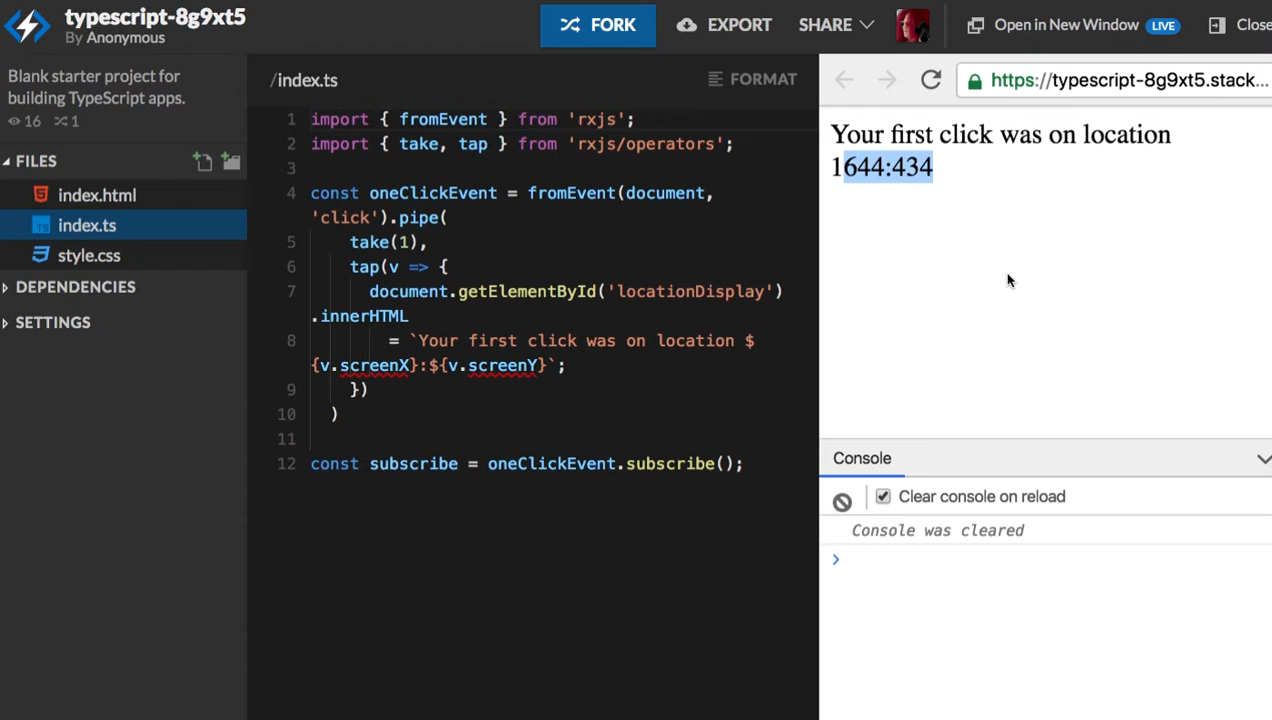 typescript-8g9xt5
By Anonymous
FORK
EXPORT
SHARE
Open in New Window LIVE
Close
Blank starter project for
building TypeScript apps.
16 1
FILES
index.html
index.ts
style.css
DEPENDENCIES
SETTINGS
/index.ts
FORMAT
1 import { fromEvent } from 'rxjs';
2 import { take, tap } from 'rxjs/operators';
3
4 const oneClickEvent = fromEvent(document,
'click').pipe(
5 take(1),
6 tap(v => {
7 document.getElementById('locationDisplay')
.innerHTML
8 = `Your first click was on location $
{v.screenX}:${v.screenY}`;
9 })
10 )
11
12 const subscribe = oneClickEvent.subscribe();
https://typescript-8g9xt5.stack...
Your first click was on location
1644:434
Console
Clear console on reload
Console was cleared
>